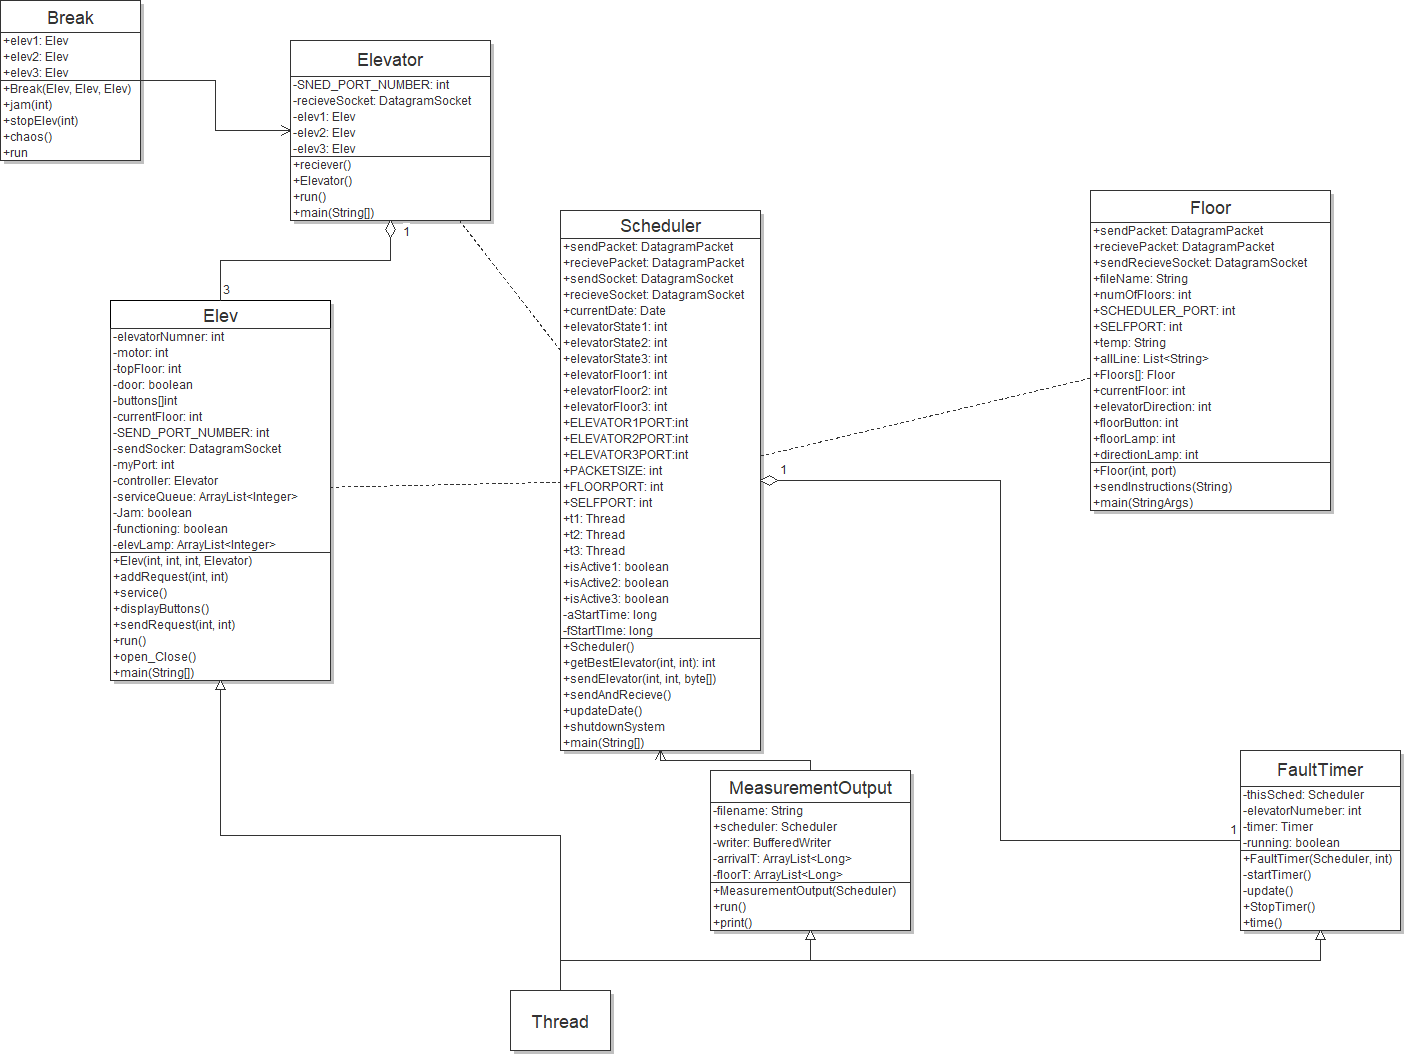 Break
+elev1: Elev
+elev2: Elev
+elev3: Elev
+Break(Elev, Elev, Elev)
+jam(int)
+stopElev(int)
+chaos()
+run
Elevator
-SNED_PORT_NUMBER: int
-recieveSocket: DatagramSocket
-elev1: Elev
-elev2: Elev
-elev3: Elev
+reciever()
+Elevator()
+run()
+main(String[])
1
3
Elev
-elevatorNumner: int
-motor: int
-topFloor: int
-door: boolean
-buttons[]int
-currentFloor: int
-SEND_PORT_NUMBER: int
-sendSocker: DatagramSocket
-myPort: int
-controller: Elevator
-serviceQueue: ArrayList<Integer>
-Jam: boolean
-functioning: boolean
-elevLamp: ArrayList<Integer>
+Elev(int, int, int, Elevator)
+addRequest(int, int)
+service()
+displayButtons()
+sendRequest(int, int)
+run()
+open_Close()
+main(String[])
Scheduler
+sendPacket: DatagramPacket
+recievePacket: DatagramPacket
+sendSocket: DatagramSocket
+recieveSocket: DatagramSocket
+currentDate: Date
+elevatorState1: int
+elevatorState2: int
+elevatorState3: int
+elevatorFloor1: int
+elevatorFloor2: int
+elevatorFloor3: int
+ELEVATOR1PORT:int
+ELEVATOR2PORT:int
+ELEVATOR3PORT:int
+PACKETSIZE: int
+FLOORPORT: int
+SELFPORT: int
+t1: Thread
+t2: Thread
+t3: Thread
+isActive1: boolean
+isActive2: boolean
+isActive3: boolean
-aStartTime: long
-fStartTIme: long
+Scheduler()
+getBestElevator(int, int): int
+sendElevator(int, int, byte[])
+sendAndRecieve()
+updateDate()
+shutdownSystem
+main(String[])
1
Floor
+sendPacket: DatagramPacket
+recievePacket: DatagramPacket
+sendRecieveSocket: DatagramSocket
+fileName: String
+numOfFloors: int
+SCHEDULER_PORT: int
+SELFPORT: int
+temp: String
+allLine: List<String>
+Floors[]: Floor
+currentFloor: int
+elevatorDirection: int
+floorButton: int
+floorLamp: int
+directionLamp: int
+Floor(int, port)
+sendInstructions(String)
+main(StringArgs)
MeasurementOutput
-filename: String
+scheduler: Scheduler
-writer: BufferedWriter
-arrivalT: ArrayList<Long>
-floorT: ArrayList<Long>
+MeasurementOutput(Scheduler)
+run()
+print()
1
FaultTimer
-thisSched: Scheduler
-elevatorNumeber: int
-timer: Timer
-running: boolean
+FaultTimer(Scheduler, int)
-startTimer()
-update()
+StopTimer()
+time()
Thread